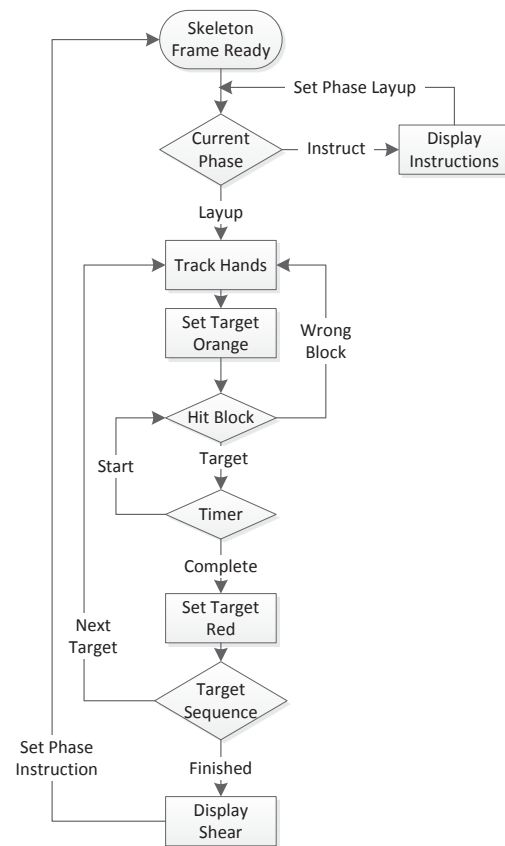 Skeleton
Frame Ready
Set Phase Layup
Current
Phase
Instruct
Display
Instructions
Layup
Track Hands
Set Target
Orange
Wrong
Block
Hit Block
Start
Target
Timer
Complete
Set Target
Red
Next
Target
Target
Sequence
Set Phase
Instruction
Finished
Display
Shear